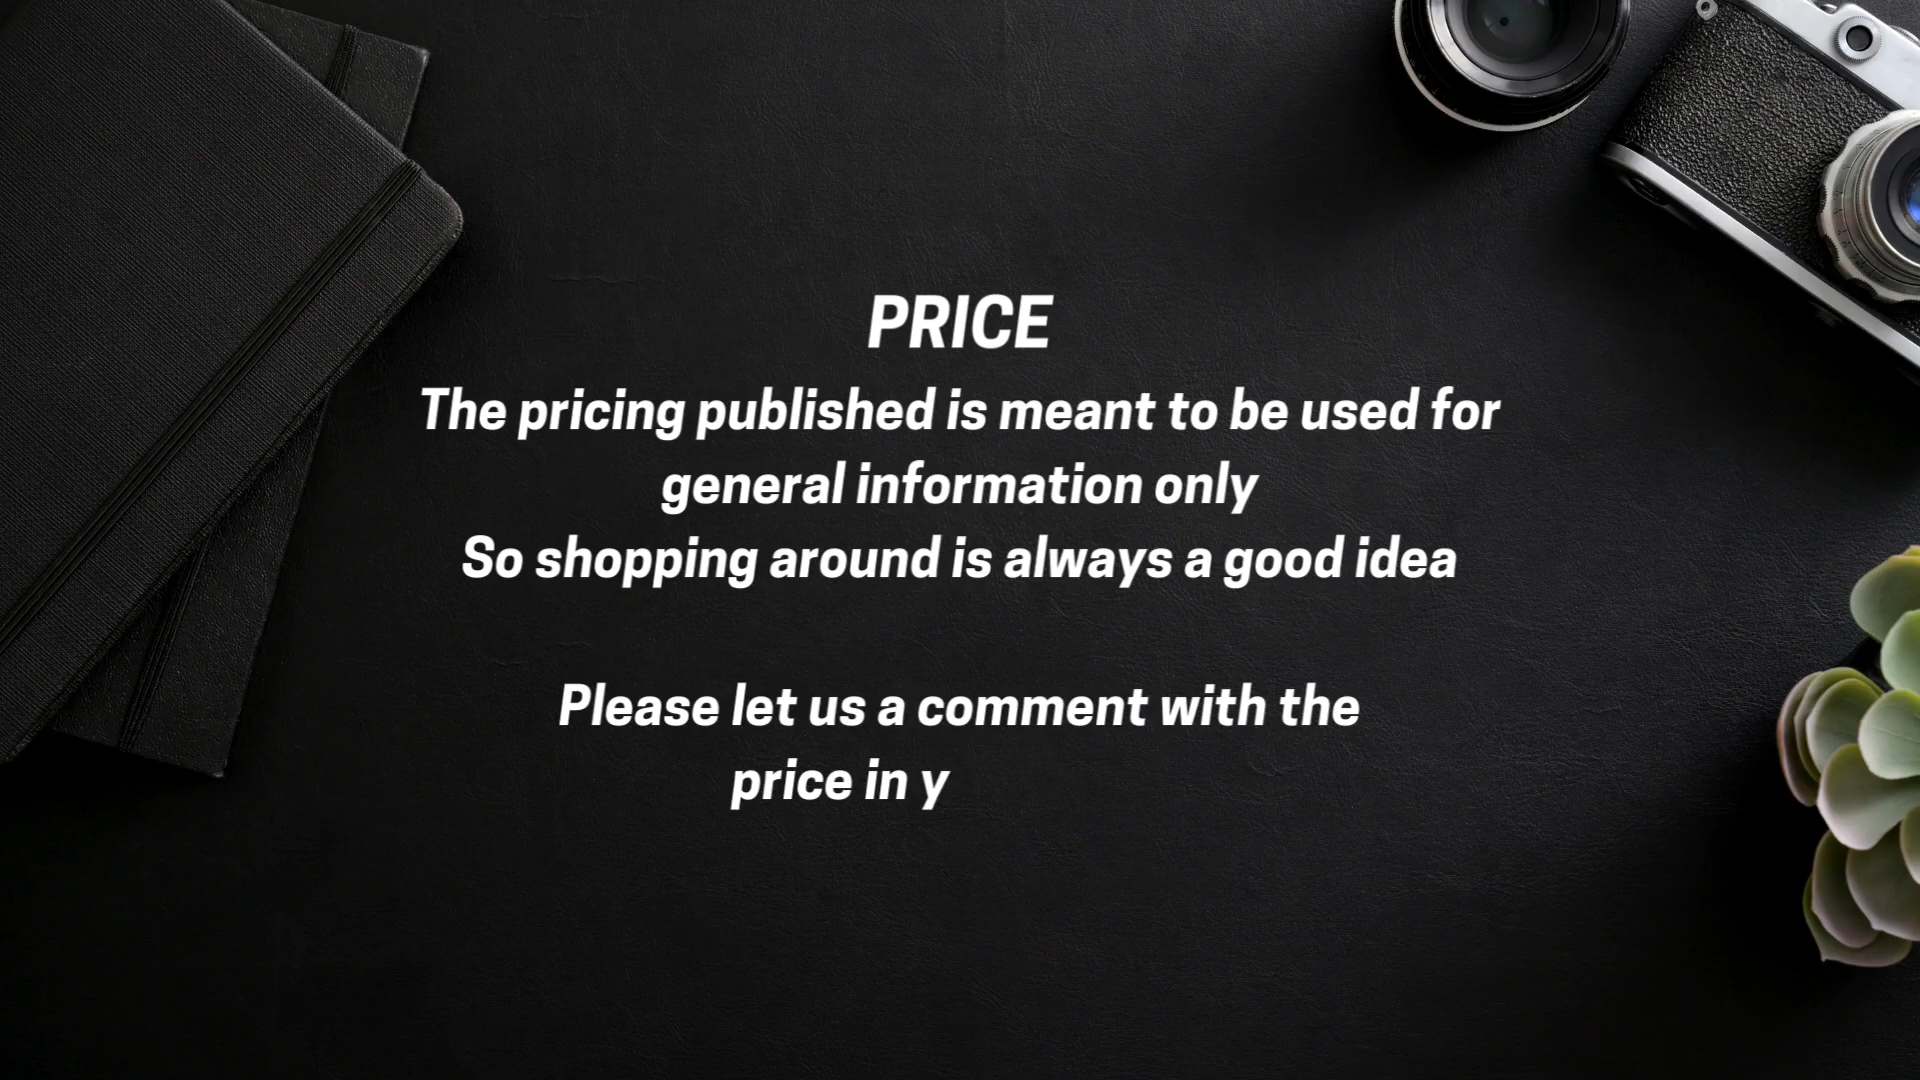 PRICE
The pricing published is meant to be used for
general information only
So shopping around is always a good idea
Please let us a comment with the
price in y